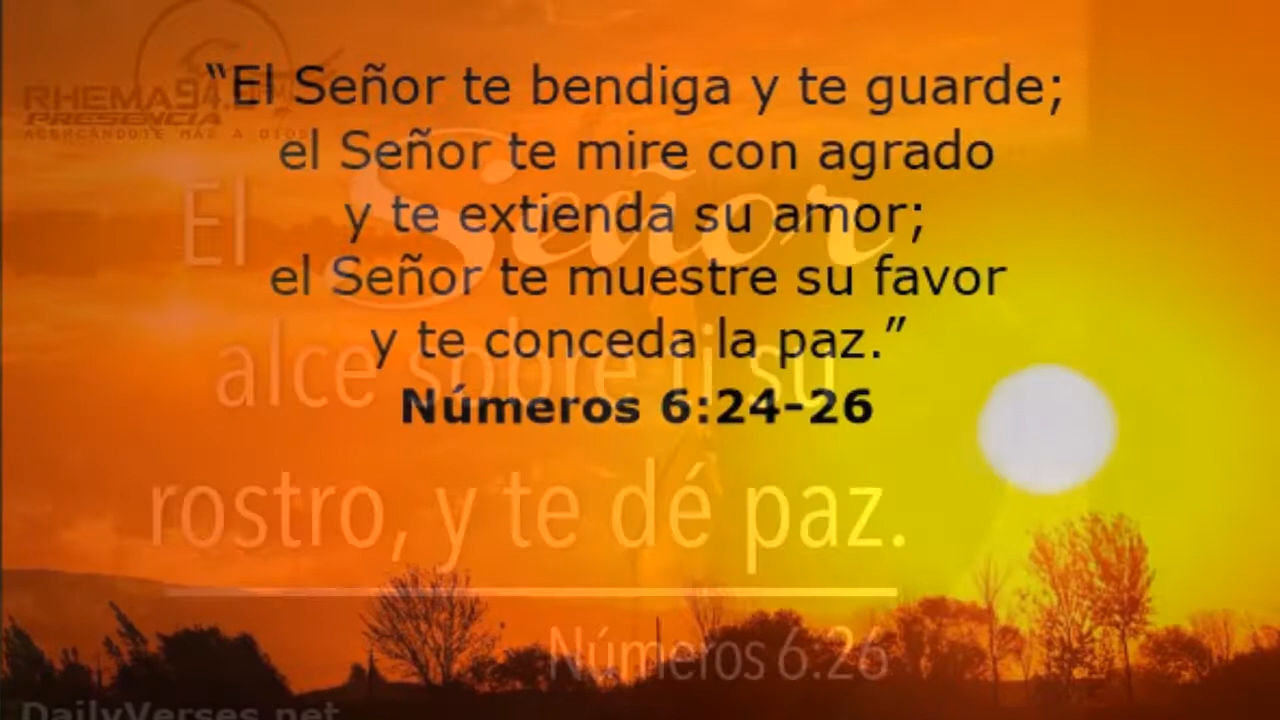 RHEMA94.
PRESENCIA
ACERCÁNDOTE MÁS A DIOS
“El Señor te bendiga y te guarde;
el Señor te mire con agrado
y te extienda su amor;
el Señor te muestre su favor
y te conceda la paz.”
Números 6:24-26
El Señor
alce sobre ti su
rostro, y te dé paz.
Números 6:26
DailyVerses.net